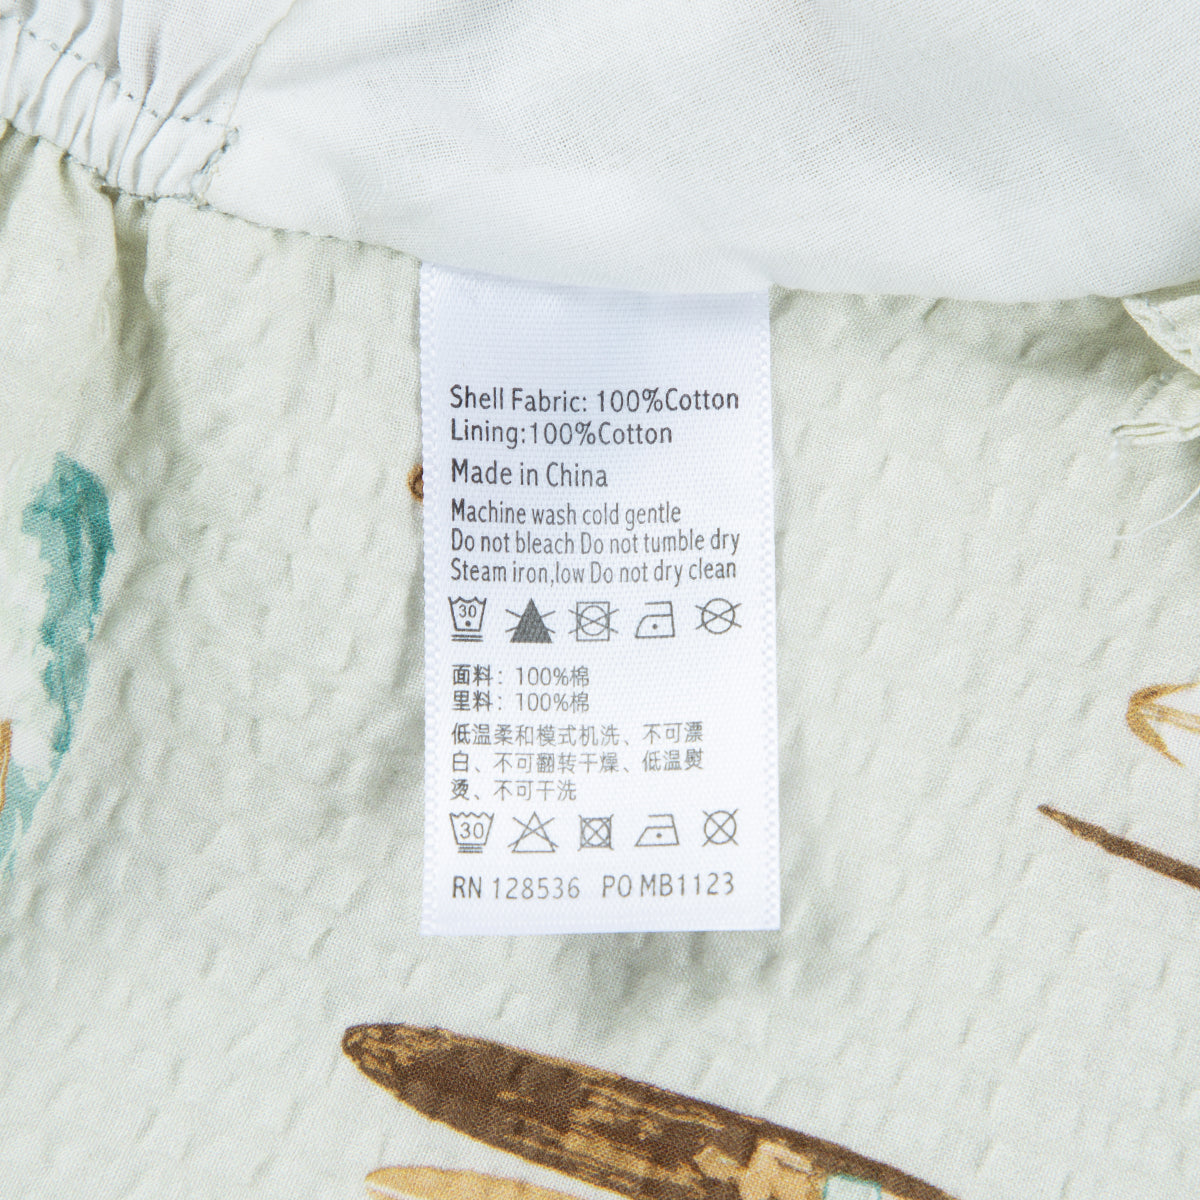 Shell Fabric: 100%Cotton
Lining:100%Cotton
Made in China
Machine wash cold gentle
Do not bleach Do not tumble dry
Steam iron,low Do not dry clean
30
面料：100%棉
里料：100%棉
低温柔和模式机洗、不可漂
白、不可翻转干燥、低温熨
烫、不可干洗
30
RN 128536 PO MB1123